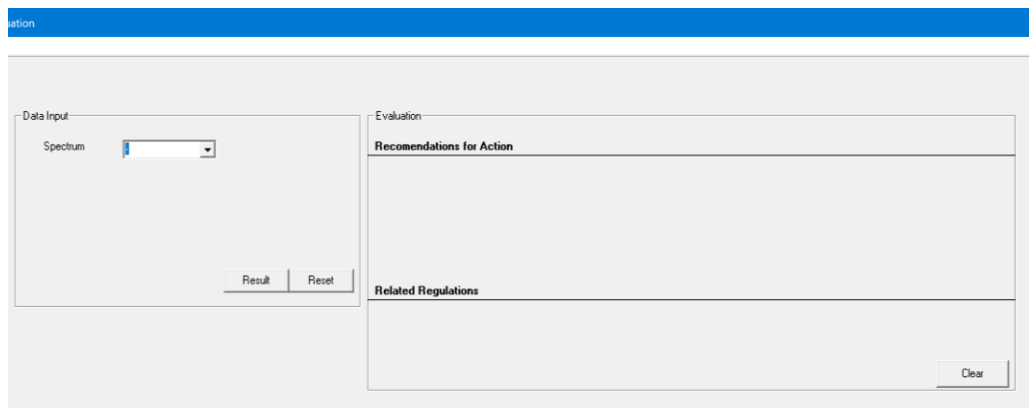 uation
Data Input
Spectrum
-
Result Reset
Evaluation
Recomendations for Action
Related Regulations
Clear